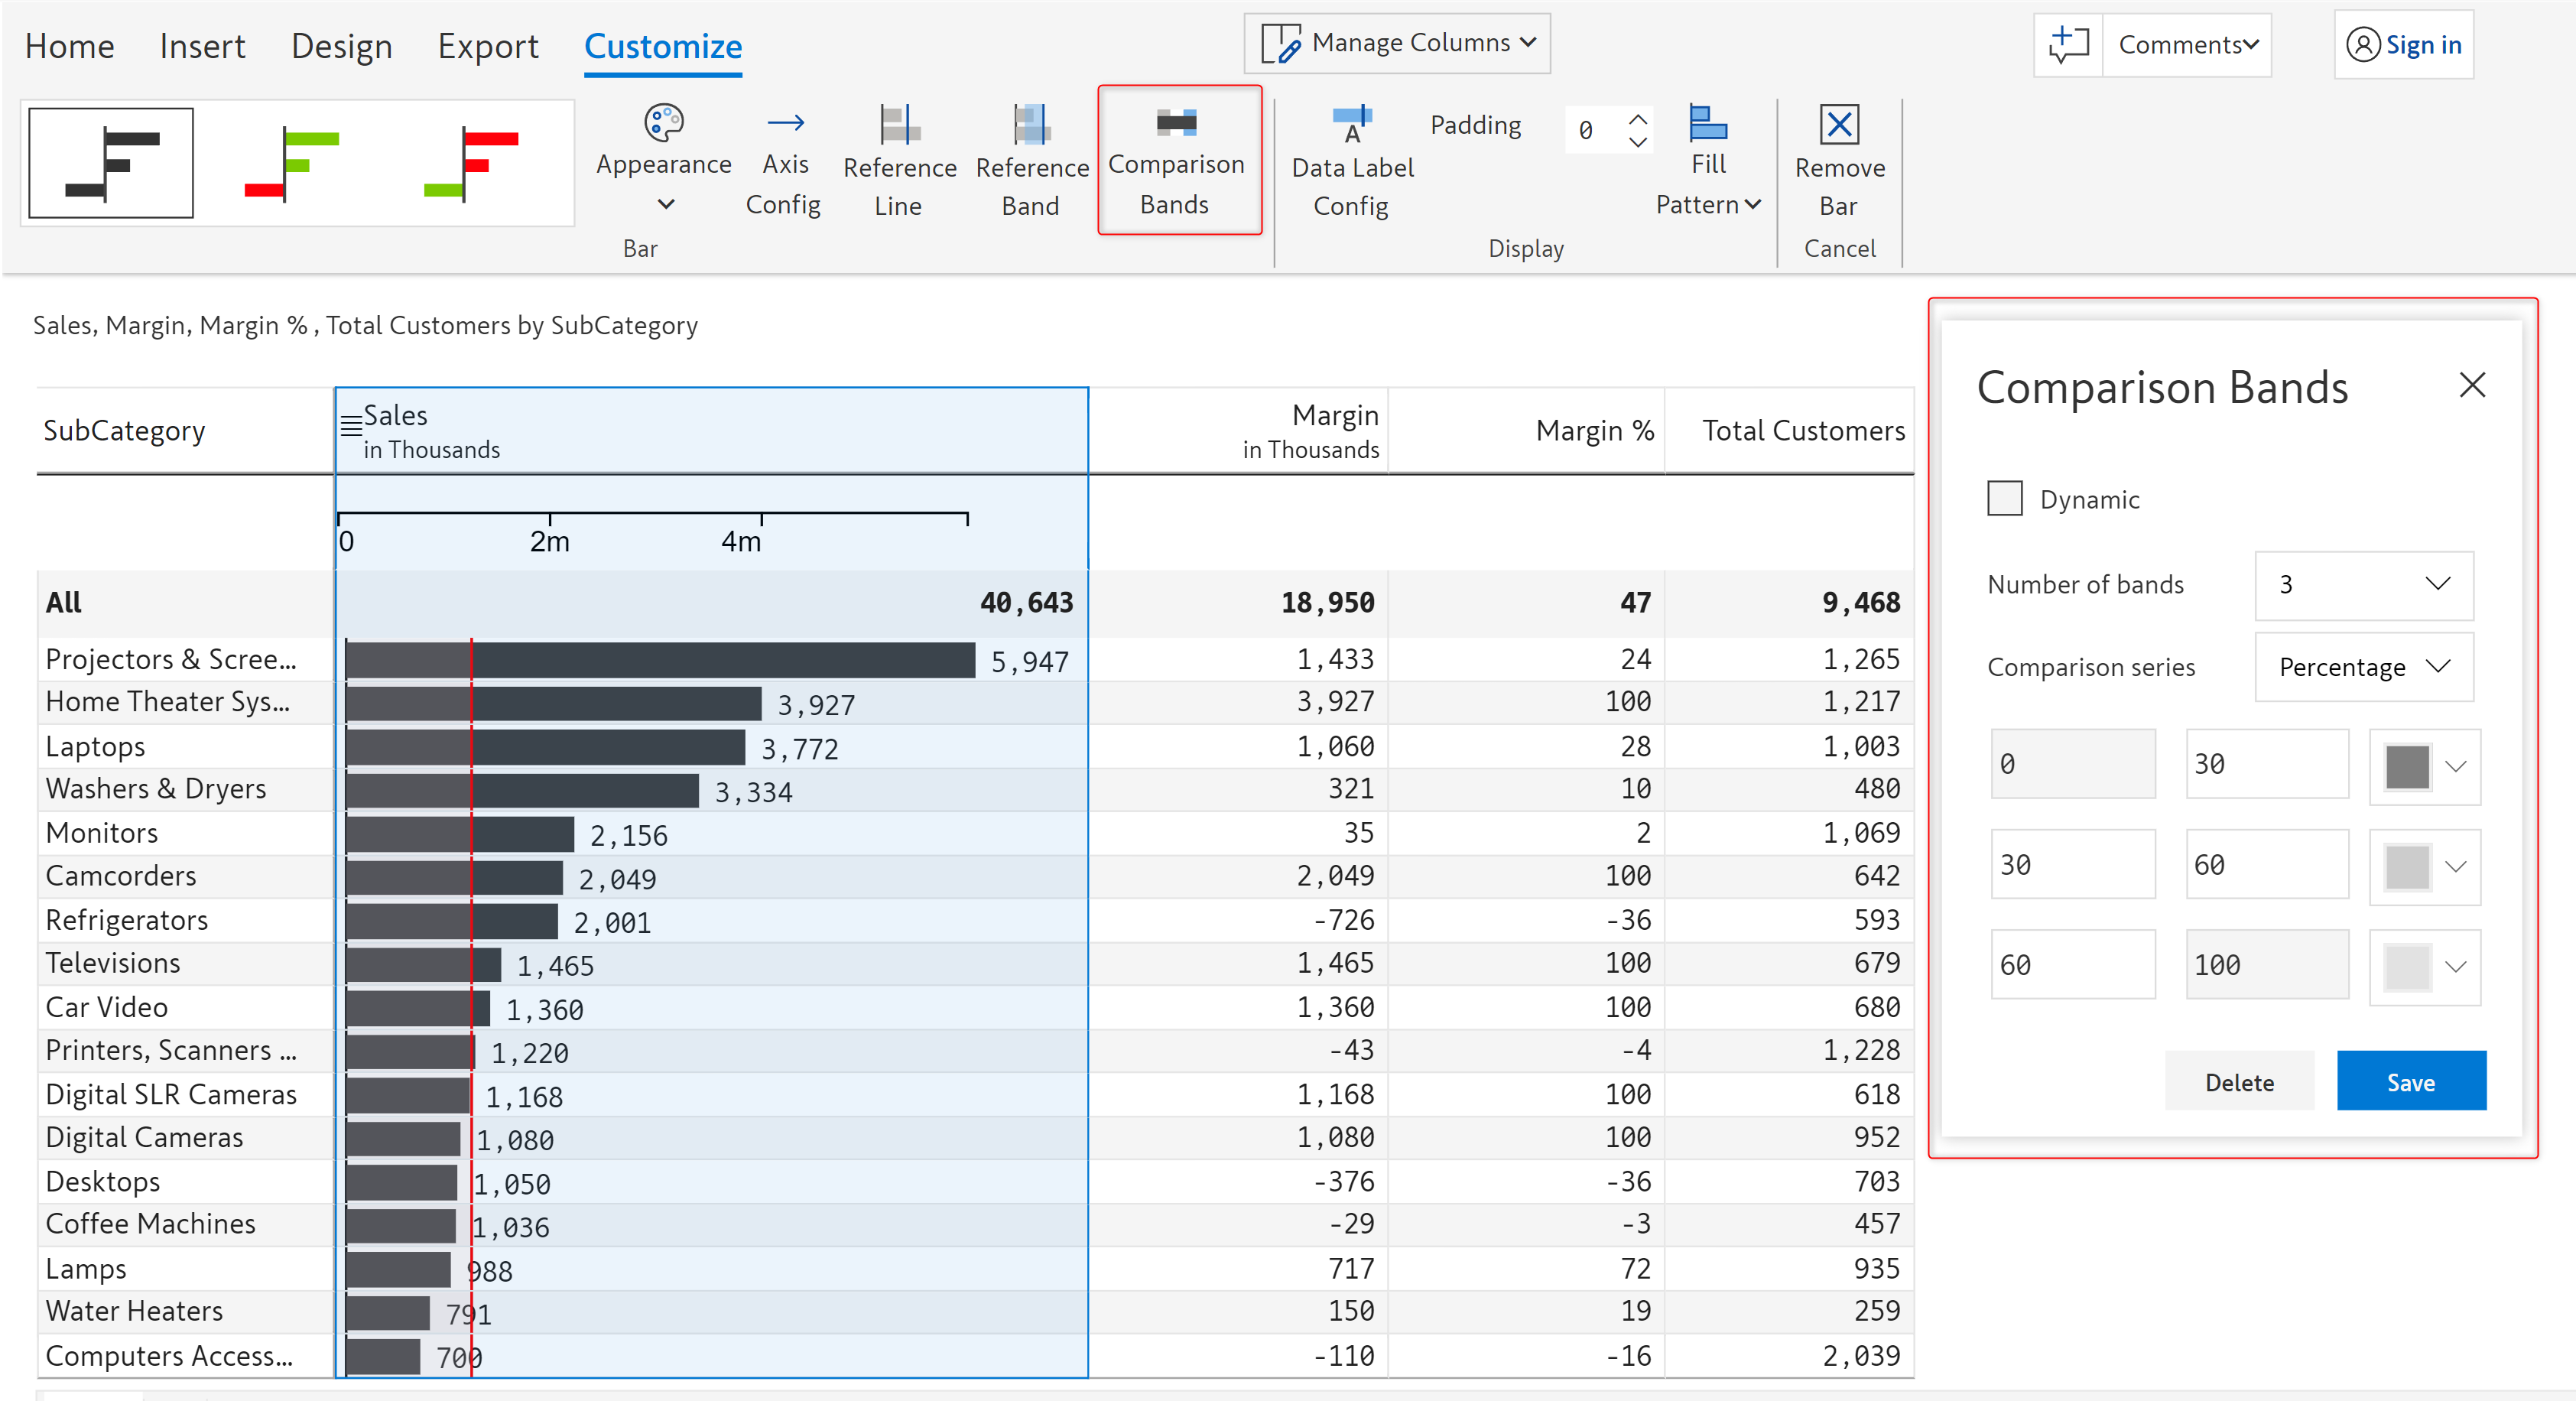 Home Insert Design Export Customize
Manage Columns
Comments
Sign in
Appearance
Axis Config
Reference Line
Reference Band
Comparison Bands
Bar
Data Label Config
Padding 0
Fill Pattern
Display
Remove Bar
Cancel
Sales, Margin, Margin % , Total Customers by SubCategory
SubCategory Sales in Thousands Margin in Thousands Margin % Total Customers
0 2m 4m
All 40,643 18,950 47 9,468
Projectors & Scree... 5,947 1,433 24 1,265
Home Theater Sys... 3,927 3,927 100 1,217
Laptops 3,772 1,060 28 1,003
Washers & Dryers 3,334 321 10 480
Monitors 2,156 35 2 1,069
Camcorders 2,049 2,049 100 642
Refrigerators 2,001 -726 -36 593
Televisions 1,465 1,465 100 679
Car Video 1,360 1,360 100 680
Printers, Scanners ... 1,220 -43 -4 1,228
Digital SLR Cameras 1,168 1,168 100 618
Digital Cameras 1,080 1,080 100 952
Desktops 1,050 -376 -36 703
Coffee Machines 1,036 -29 -3 457
Lamps 988 717 72 935
Water Heaters 791 150 19 259
Computers Access... 700 -110 -16 2,039
Comparison Bands
Dynamic
Number of bands 3
Comparison series Percentage
0 30
30 60
60 100
Delete Save